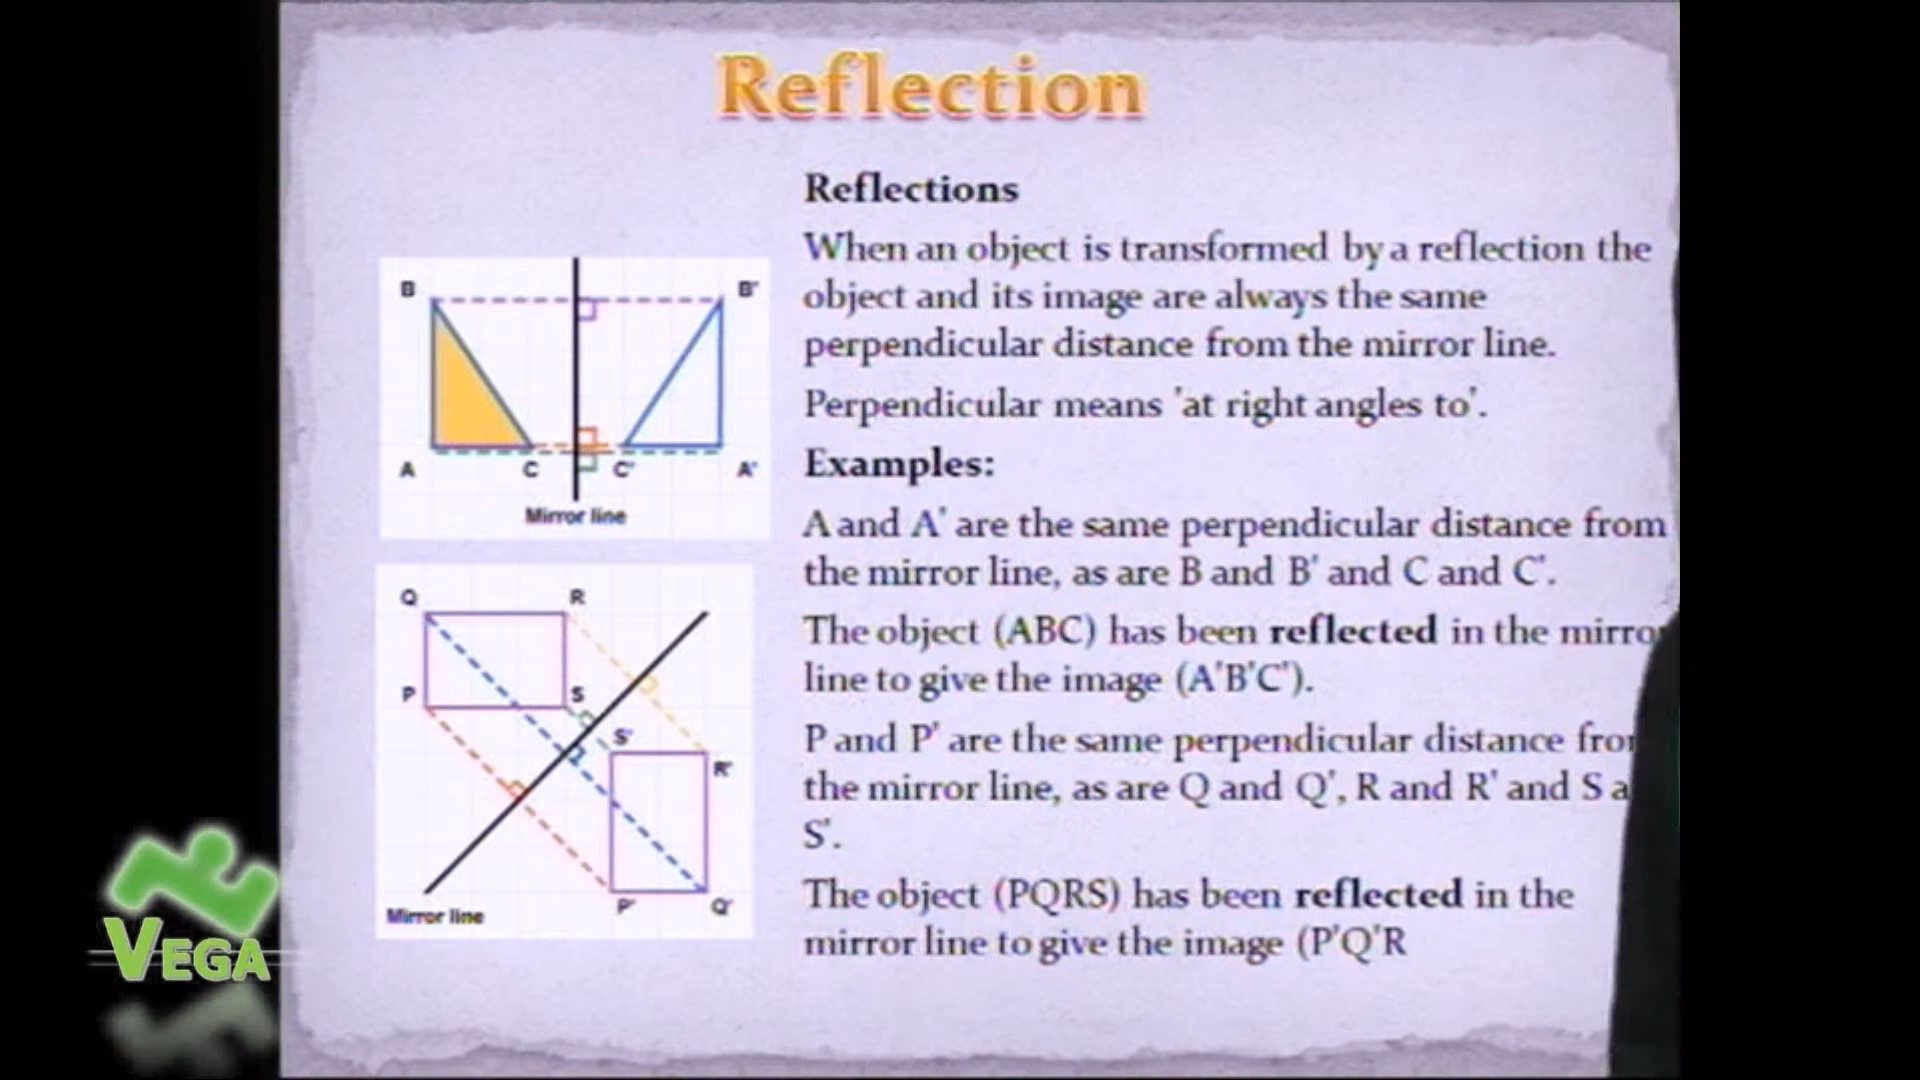 Reflection
Reflections
When an object is transformed by a reflection the
object and its image are always the same
perpendicular distance from the mirror line.
Perpendicular means 'at right angles to'.
Examples:
A and A' are the same perpendicular distance from
the mirror line, as are B and B' and C and C'.
The object (ABC) has been reflected in the mirror
line to give the image (A'B'C').
P and P' are the same perpendicular distance
the mirror line, as are Q and Q', R and R' and S
S'.
The object (PQRS) has been reflected in the
mirror line to give the image (P'Q'R
B B'
A C C' A'
Mirror line
Q R
P S
S'
R'
P' Q'
Mirror line
VEGA